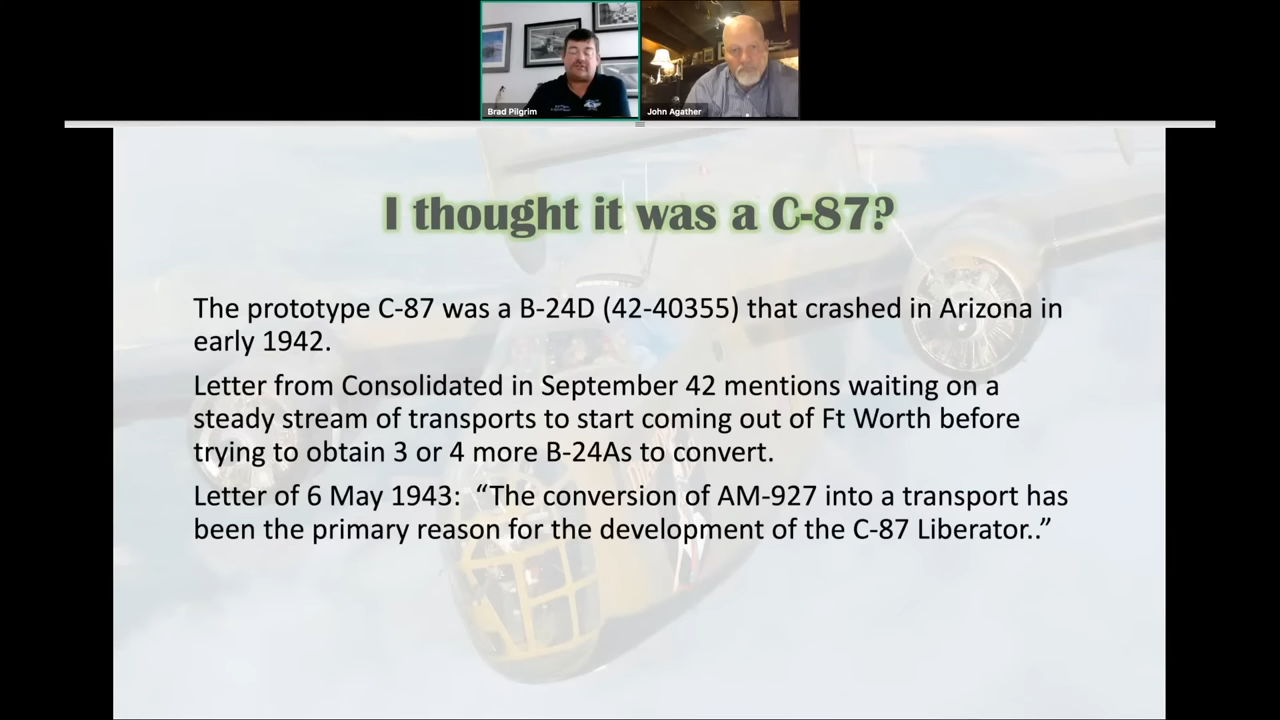 Brad Pilgrim
John Agather
I thought it was a C-87?
The prototype C-87 was a B-24D (42-40355) that crashed in Arizona in
early 1942.
Letter from Consolidated in September 42 mentions waiting on a
steady stream of transports to start coming out of Ft Worth before
trying to obtain 3 or 4 more B-24As to convert.
Letter of 6 May 1943:  “The conversion of AM-927 into a transport has
been the primary reason for the development of the C-87 Liberator..”